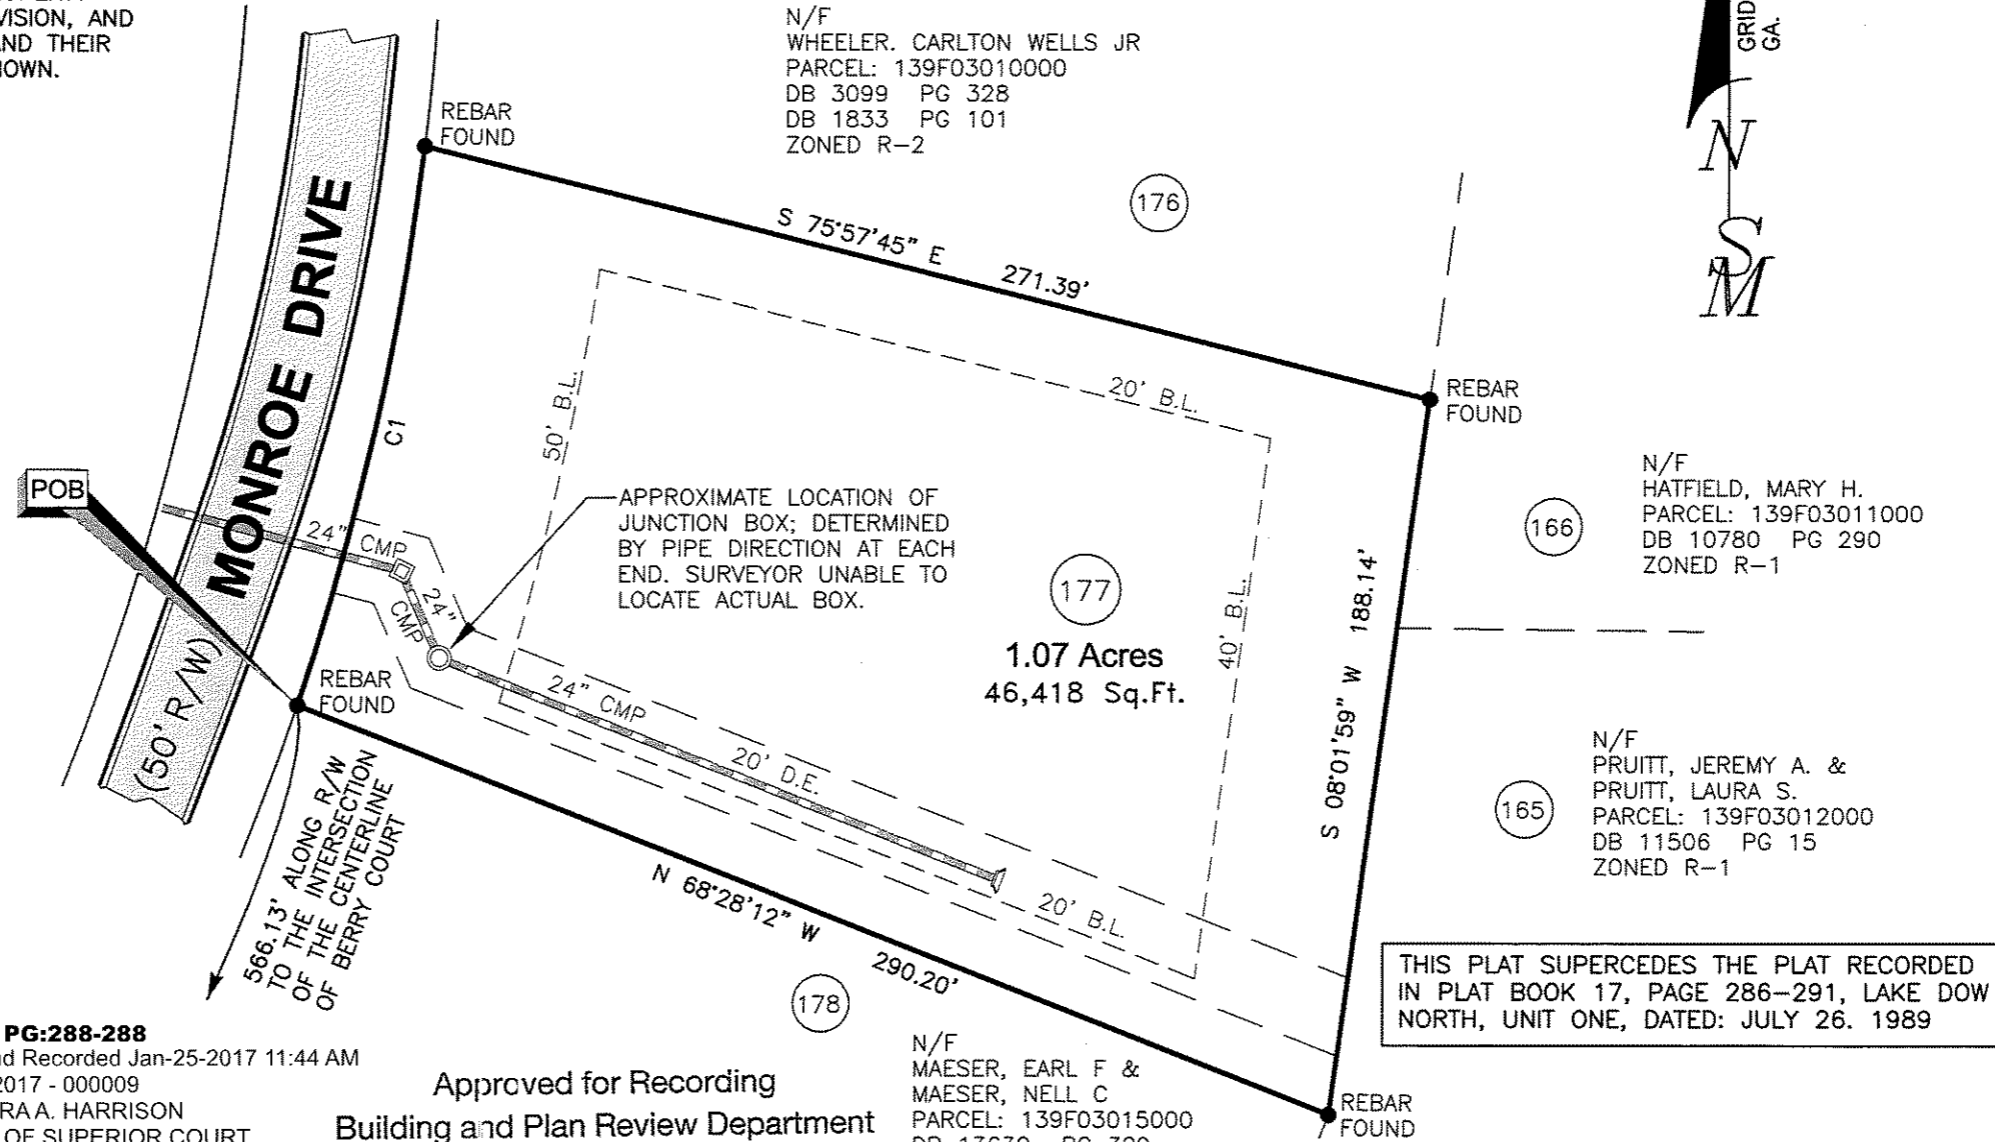 VISION, AND
AND THEIR
N/F
WHEELER. CARLTON WELLS JR
PARCEL: 139F03010000
DB 3099 PG 328
DB 1833 PG 101
ZONED R-2
GRID
GA.
N
S
M
REBAR
FOUND
176
S 75°57'45" E 271.39'
MONROE DRIVE
(50' R/W)
C1
50' B.L.
20' B.L.
REBAR
FOUND
POB
24" CMP
24"
CMP
APPROXIMATE LOCATION OF
JUNCTION BOX; DETERMINED
BY PIPE DIRECTION AT EACH
END. SURVEYOR UNABLE TO
LOCATE ACTUAL BOX.
177
1.07 Acres
46,418 Sq.Ft.
40' B.L.
S 08°01'59" W 188.14'
166
N/F
HATFIELD, MARY H.
PARCEL: 139F03011000
DB 10780 PG 290
ZONED R-1
REBAR
FOUND
24" CMP
20' D.E.
20' B.L.
N 68°28'12" W 290.20'
566.13' ALONG R/W
TO THE INTERSECTION
OF THE CENTERLINE
OF BERRY COURT
165
N/F
PRUITT, JEREMY A. &
PRUITT, LAURA S.
PARCEL: 139F03012000
DB 11506 PG 15
ZONED R-1
178
THIS PLAT SUPERCEDES THE PLAT RECORDED
IN PLAT BOOK 17, PAGE 286-291, LAKE DOW
NORTH, UNIT ONE, DATED: JULY 26. 1989
PG:288-288
Recorded Jan-25-2017 11:44 AM
2017 - 000009
RA A. HARRISON
OF SUPERIOR COURT
Approved for Recording
Building and Plan Review Department
N/F
MAESER, EARL F &
MAESER, NELL C
PARCEL: 139F03015000
REBAR
FOUND